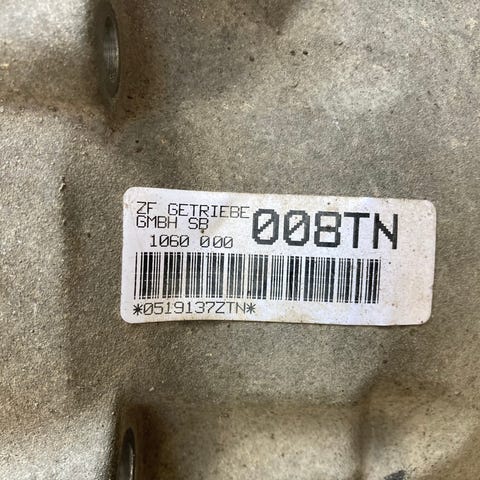 ZF GETRIEBE
GMBH SB
1060 000
008TN
*0519137ZTN*